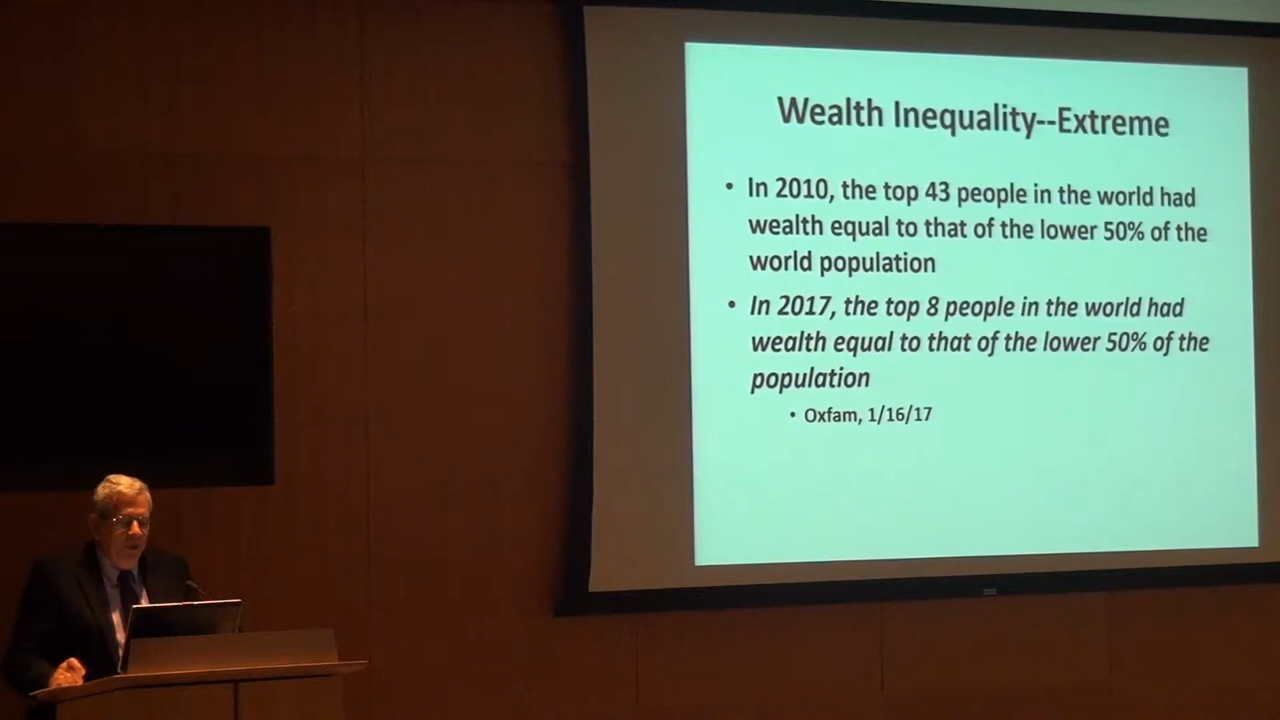 Wealth Inequality--Extreme
• In 2010, the top 43 people in the world had
wealth equal to that of the lower 50% of the
world population
• In 2017, the top 8 people in the world had
wealth equal to that of the lower 50% of the
population
• Oxfam, 1/16/17